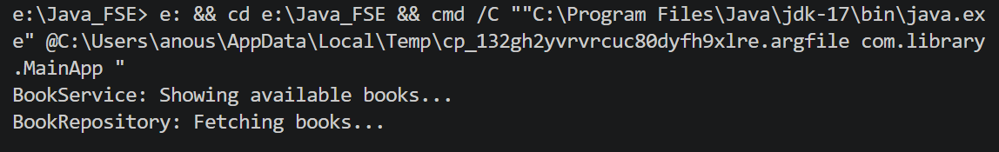 e:\Java_FSE> e: && cd e:\Java_FSE && cmd /C ""C:\Program Files\Java\jdk-17\bin\java.ex
e" @C:\Users\anous\AppData\Local\Temp\cp_132gh2yvrvrcuc80dyfh9xlre.argfile com.library
.MainApp "
BookService: Showing available books...
BookRepository: Fetching books...